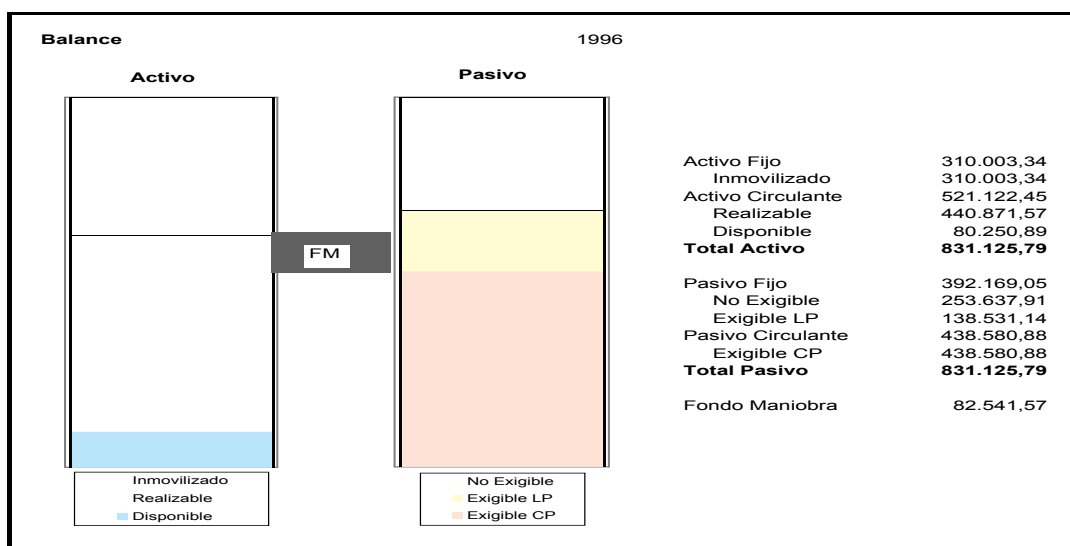 Balance 1996
Activo Pasivo
FM
Inmovilizado
Realizable
Disponible
No Exigible
Exigible LP
Exigible CP
Activo Fijo 310.003,34
Inmovilizado 310.003,34
Activo Circulante 521.122,45
Realizable 440.871,57
Disponible 80.250,89
Total Activo 831.125,79
Pasivo Fijo 392.169,05
No Exigible 253.637,91
Exigible LP 138.531,14
Pasivo Circulante 438.580,88
Exigible CP 438.580,88
Total Pasivo 831.125,79
Fondo Maniobra 82.541,57